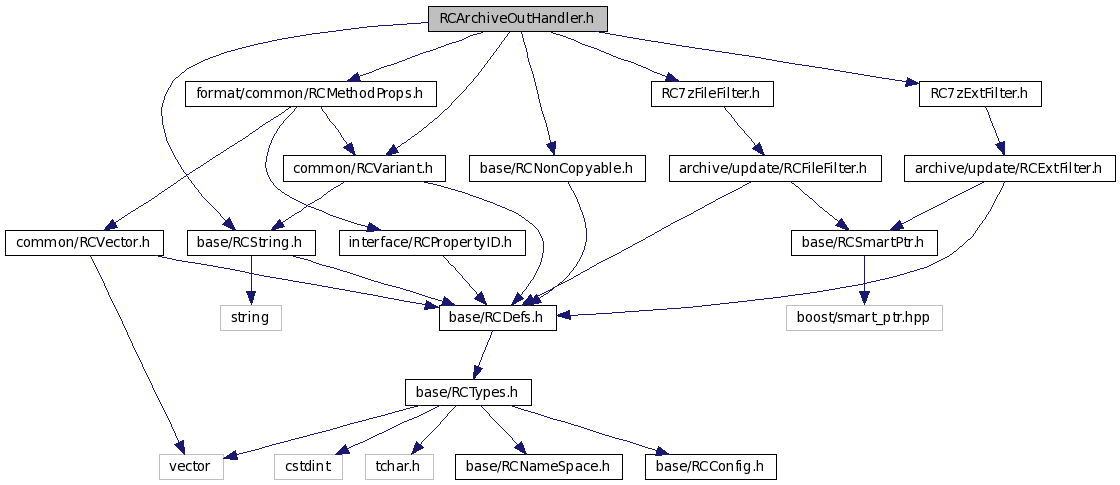 RCArchiveOutHandler.h
format/common/RCMethodProps.h
RC7zFileFilter.h
RC7zExtFilter.h
common/RCVariant.h
base/RCNonCopyable.h
archive/update/RCFileFilter.h
archive/update/RCExtFilter.h
common/RCVector.h
base/RCString.h
interface/RCPropertyID.h
base/RCSmartPtr.h
string
base/RCDefs.h
boost/smart_ptr.hpp
base/RCTypes.h
vector
cstdint
tchar.h
base/RCNameSpace.h
base/RCConfig.h